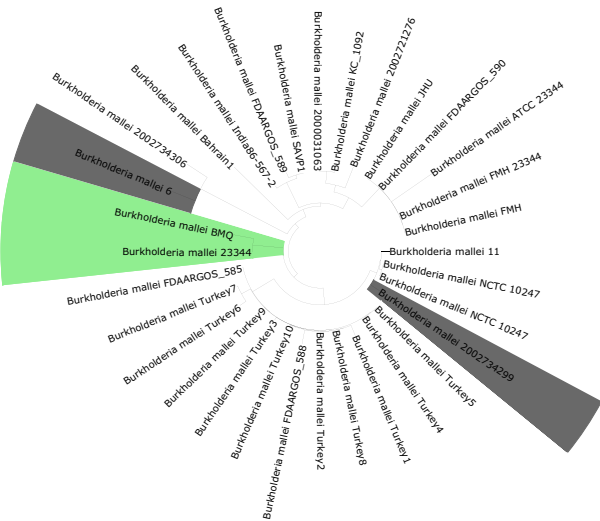 Burkholderia mallei 11
Burkholderia mallei FMH
Burkholderia mallei FMH 23344
Burkholderia mallei ATCC 23344
Burkholderia mallei FDAARGOS_590
Burkholderia mallei JHU
Burkholderia mallei 2002721276
Burkholderia mallei KC_1092
Burkholderia mallei 2000031063
Burkholderia mallei SAVP1
Burkholderia mallei FDAARGOS_589
Burkholderia mallei India86-567-2
Burkholderia mallei Bahrain1
Burkholderia mallei 2002734306
Burkholderia mallei 6
Burkholderia mallei BMQ
Burkholderia mallei 23344
Burkholderia mallei FDAARGOS_585
Burkholderia mallei Turkey7
Burkholderia mallei Turkey6
Burkholderia mallei Turkey9
Burkholderia mallei Turkey3
Burkholderia mallei Turkey10
Burkholderia mallei FDAARGOS_588
Burkholderia mallei Turkey2
Burkholderia mallei Turkey8
Burkholderia mallei Turkey1
Burkholderia mallei Turkey4
Burkholderia mallei Turkey5
Burkholderia mallei 2002734299
Burkholderia mallei NCTC 10247
Burkholderia mallei NCTC 10247